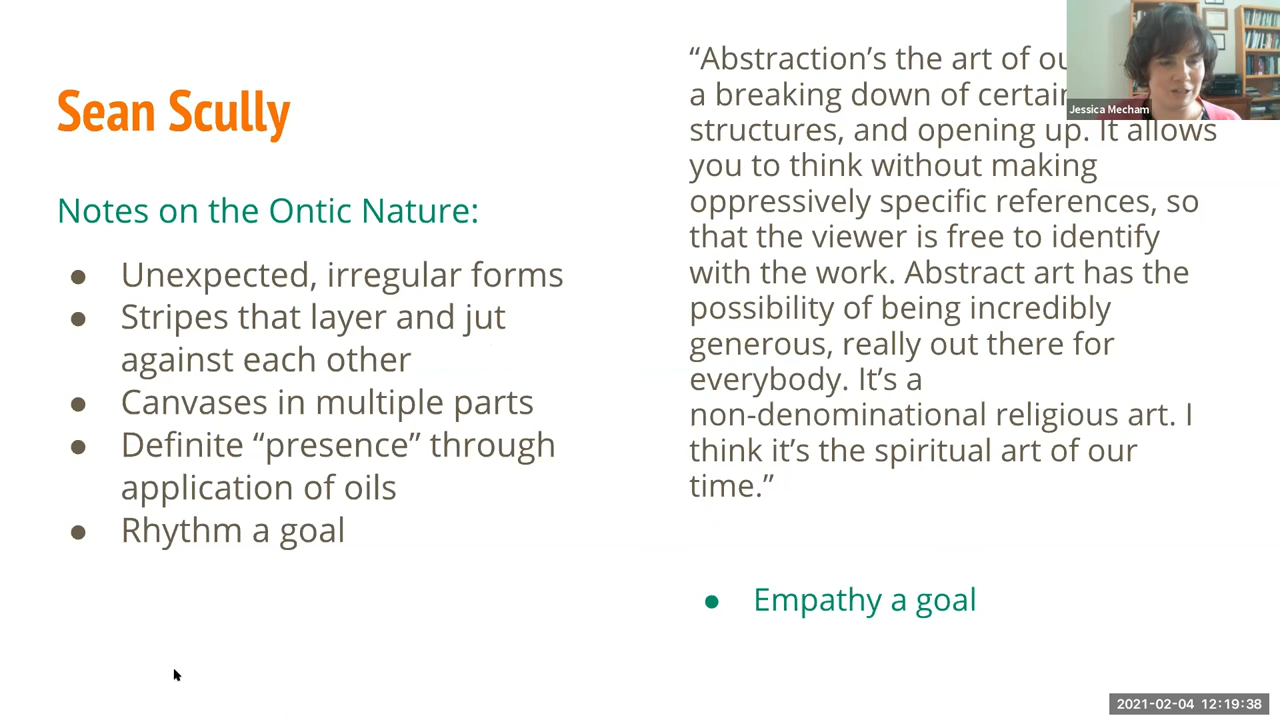 Sean Scully
Notes on the Ontic Nature:
● Unexpected, irregular forms
● Stripes that layer and jut
against each other
● Canvases in multiple parts
● Definite “presence” through
application of oils
● Rhythm a goal
“Abstraction’s the art of
a breaking down of
structures, and opening up. It allows
you to think without making
oppressively specific references, so
that the viewer is free to identify
with the work. Abstract art has the
possibility of being incredibly
generous, really out there for
everybody. It’s a
non-denominational religious art. I
think it’s the spiritual art of our
time.”
● Empathy a goal
Jessica Mecham
2021-02-04 12:19:38